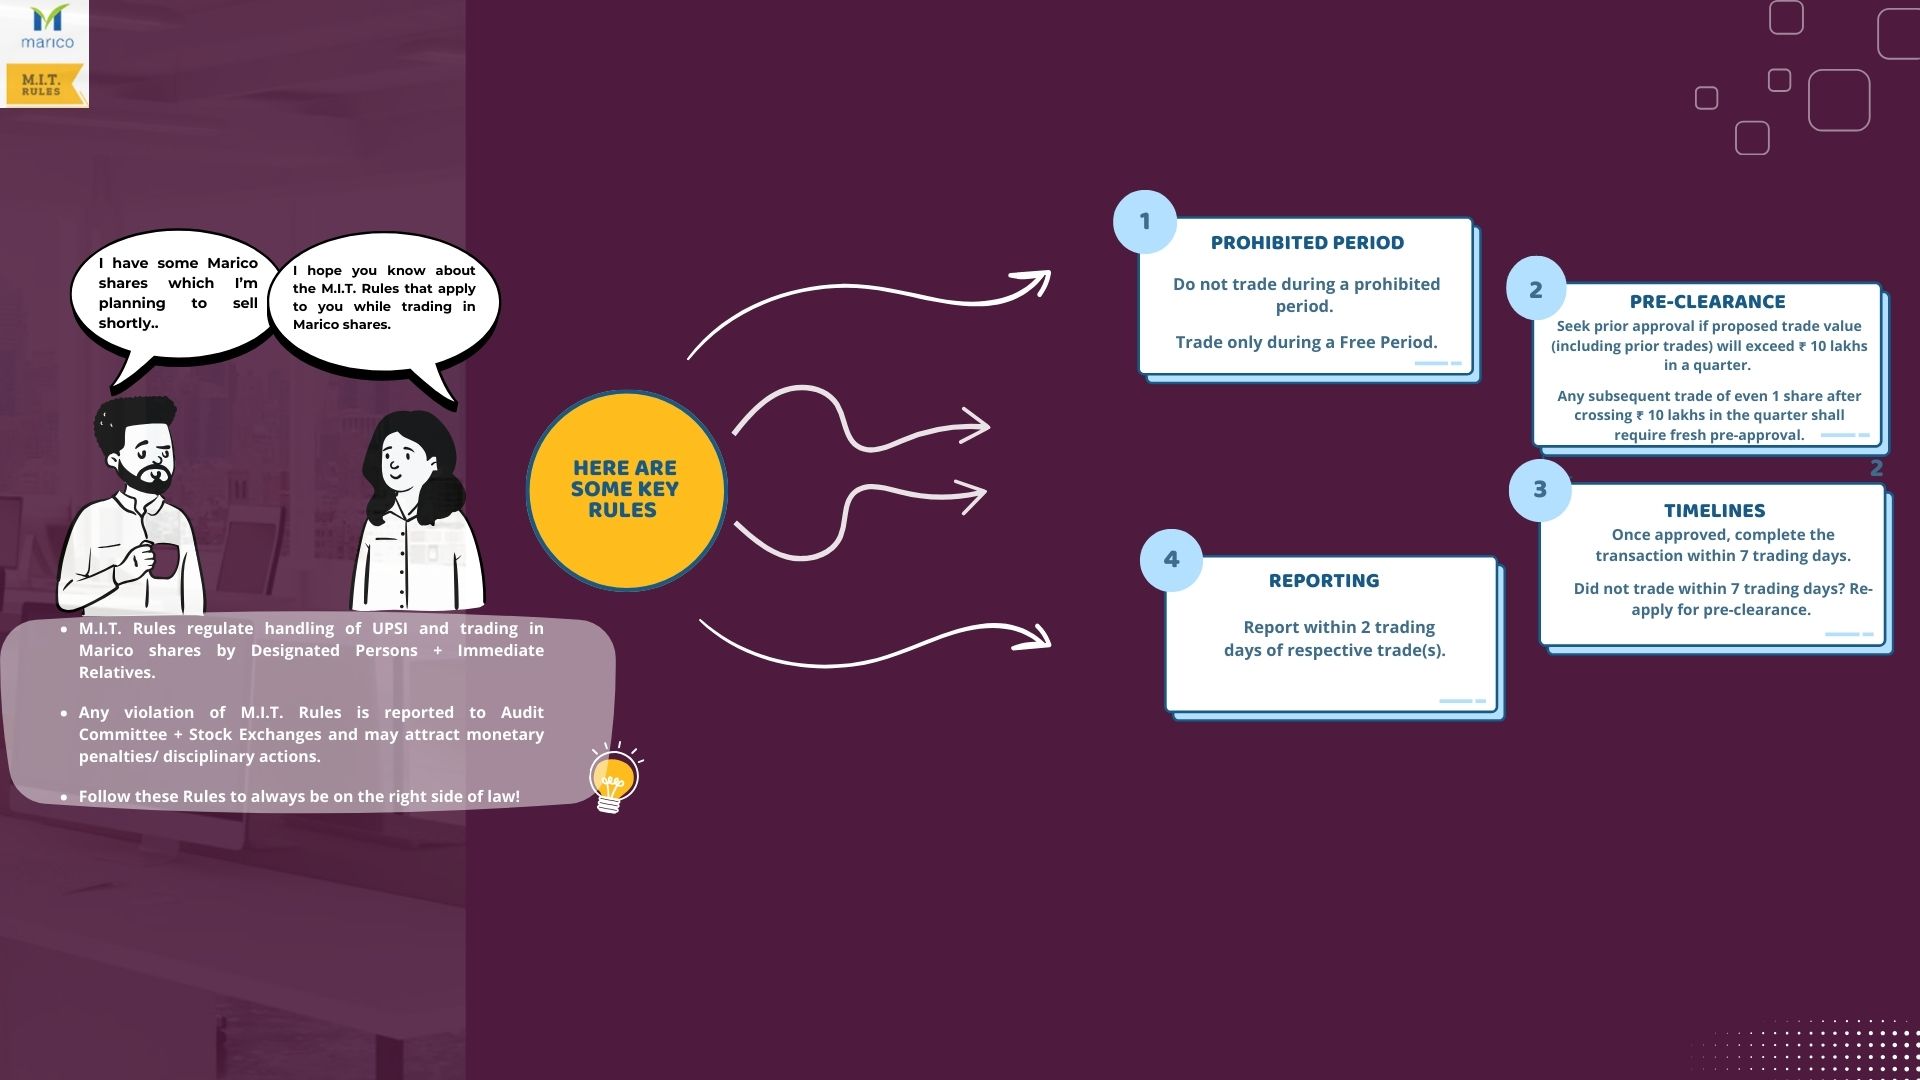 marico
M.I.T.
RULES
I have some Marico
shares which I'm
planning to sell
shortly..
I hope you know about
the M.I.T. Rules that apply
to you while trading in
Marico shares.
• M.I.T. Rules regulate handling of UPSI and trading in
Marico shares by Designated Persons + Immediate
Relatives.
• Any violation of M.I.T. Rules is reported to Audit
Committee + Stock Exchanges and may attract monetary
penalties/ disciplinary actions.
• Follow these Rules to always be on the right side of law!
HERE ARE
SOME KEY
RULES
1
PROHIBITED PERIOD
Do not trade during a prohibited
period.
Trade only during a Free Period.
2
PRE-CLEARANCE
Seek prior approval if proposed trade value
(including prior trades) will exceed ₹ 10 lakhs
in a quarter.
Any subsequent trade of even 1 share after
crossing ₹ 10 lakhs in the quarter shall
require fresh pre-approval.
2
3
TIMELINES
Once approved, complete the
transaction within 7 trading days.
Did not trade within 7 trading days? Re-
apply for pre-clearance.
4
REPORTING
Report within 2 trading
days of respective trade(s).